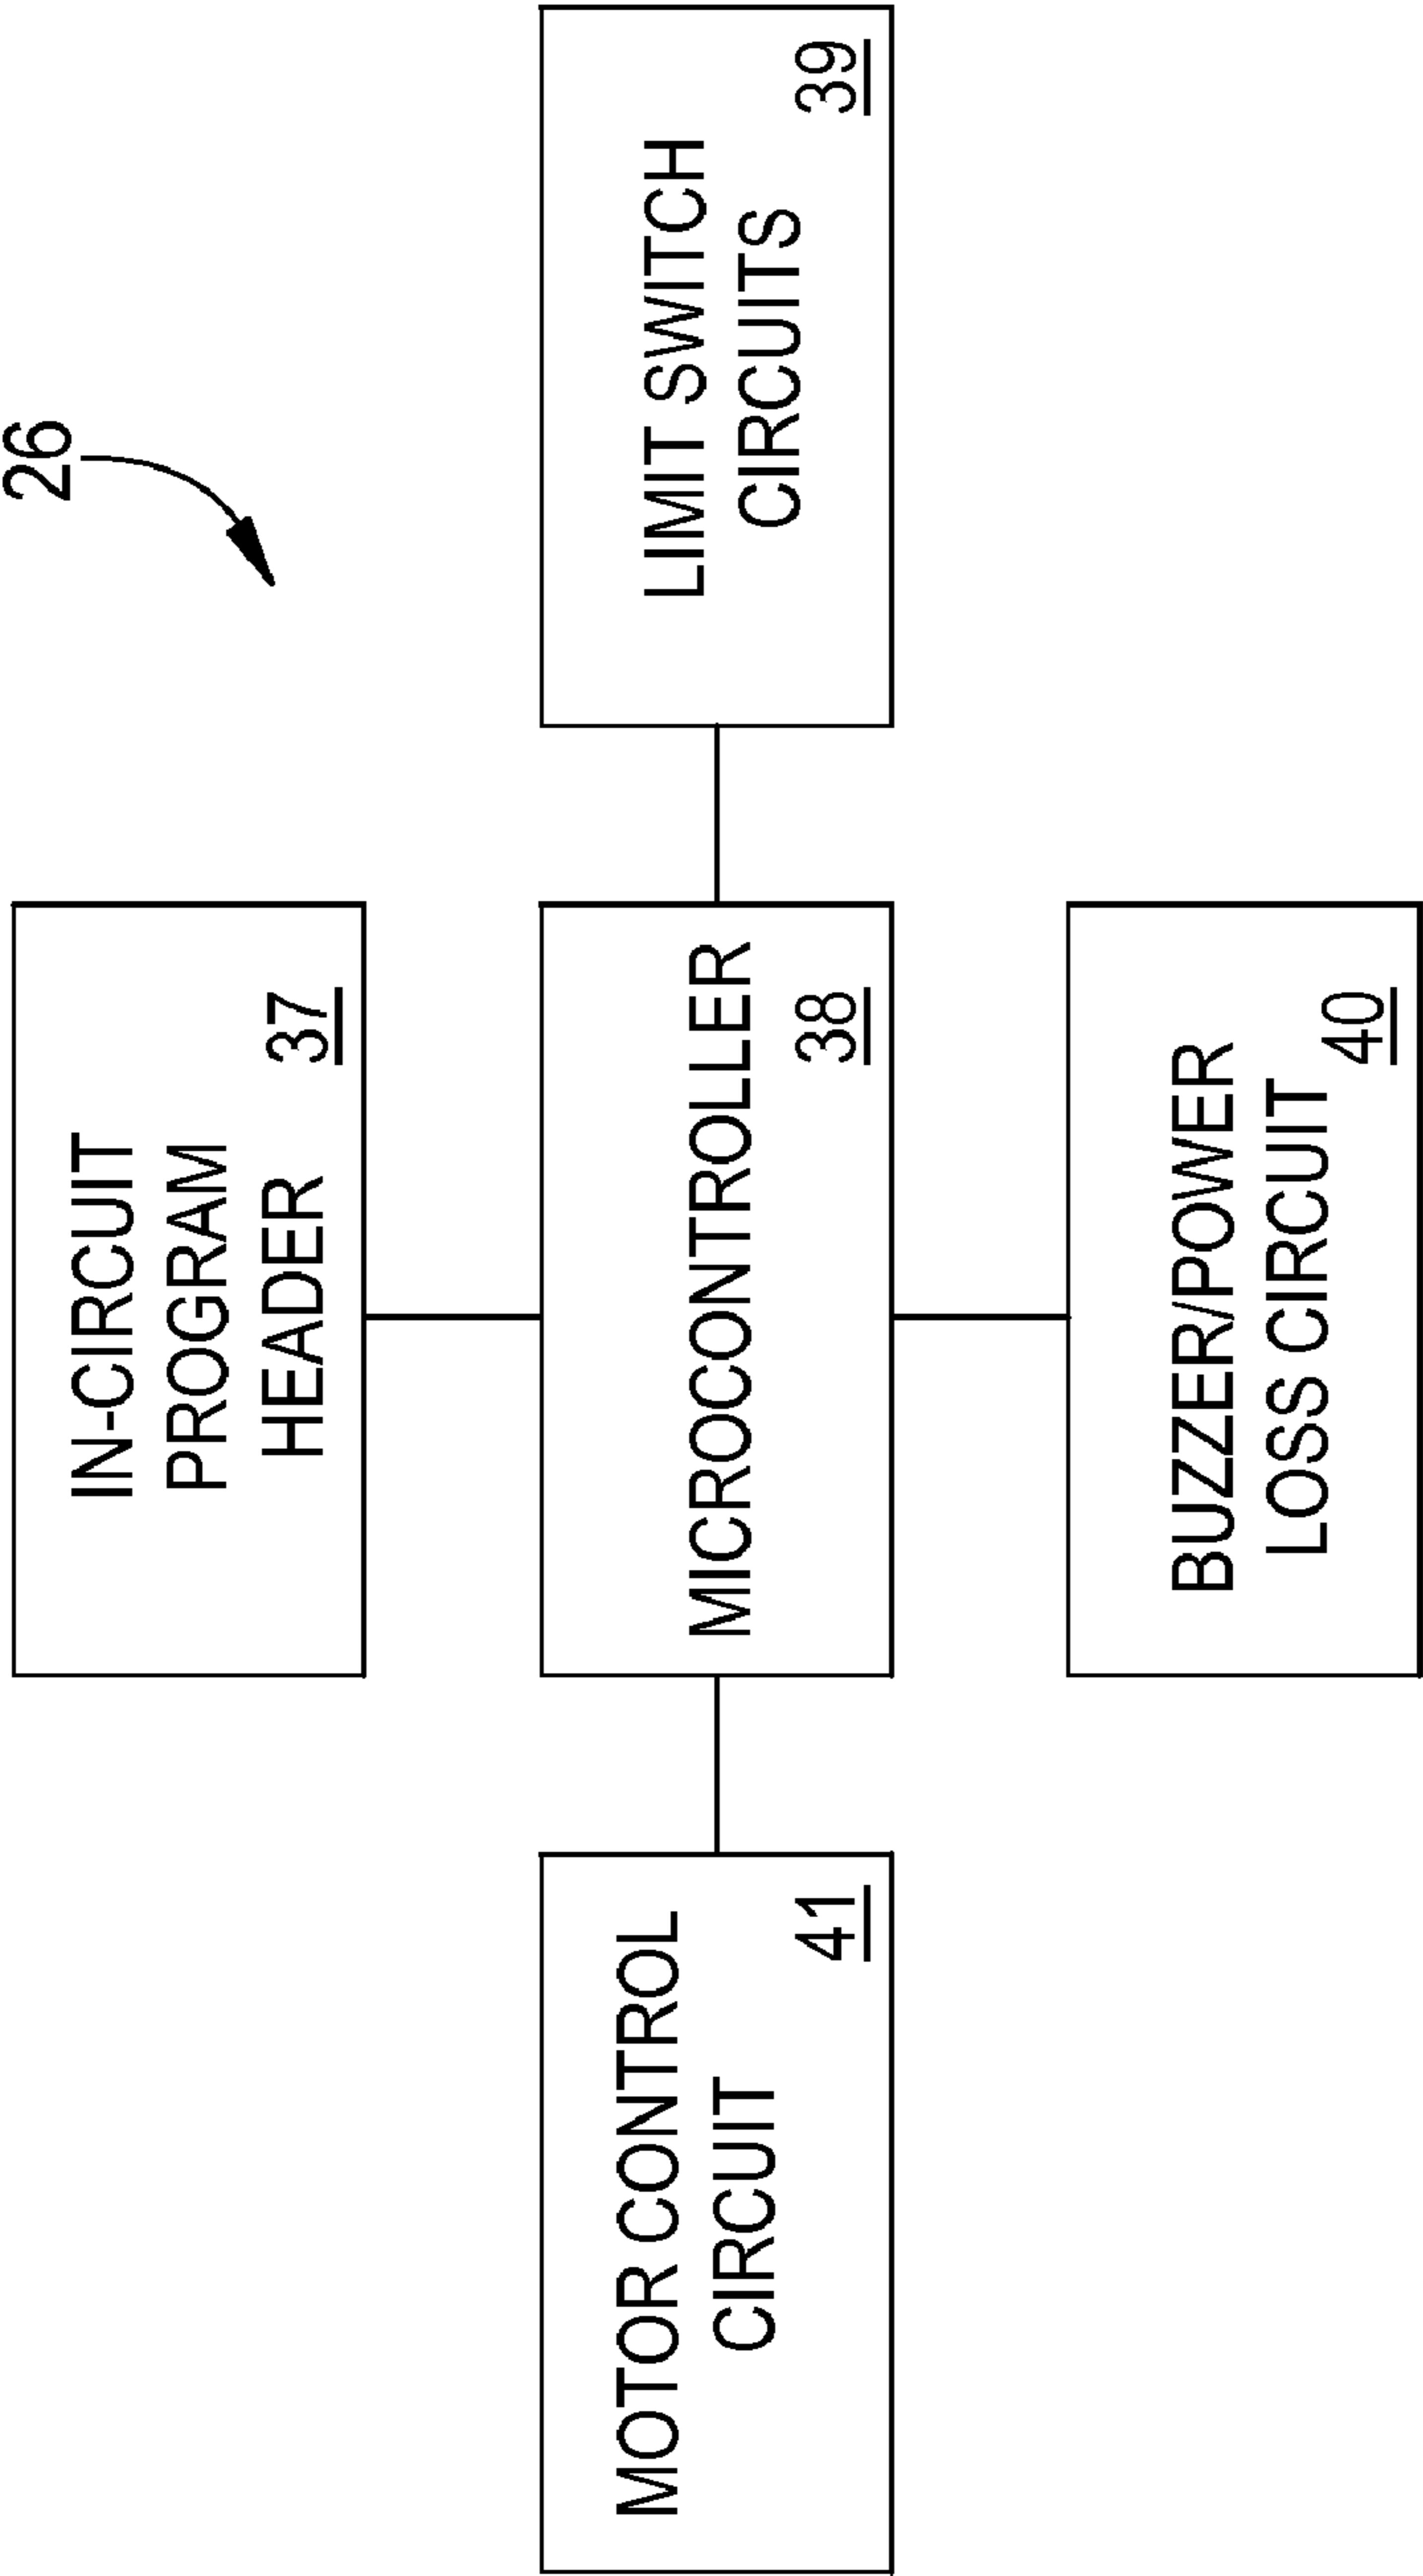 26
IN-CIRCUIT
PROGRAM
HEADER
37
MOTOR CONTROL
CIRCUIT
41
MICROCONTROLLER
38
LIMIT SWITCH
CIRCUITS
39
BUZZER/POWER
LOSS CIRCUIT
40